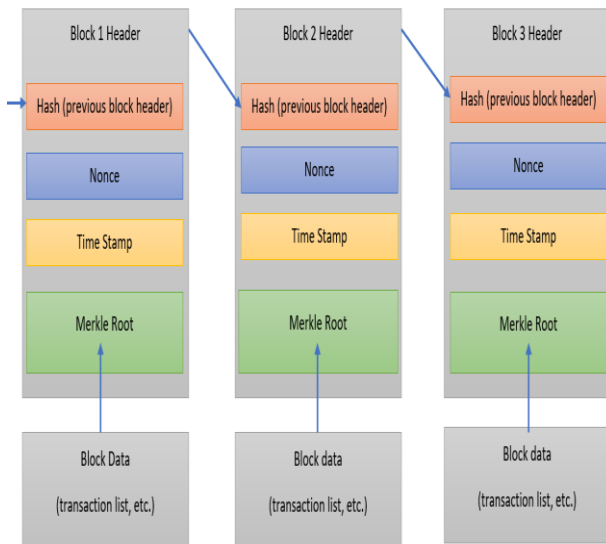 Block 1 Header
Hash (previous block header)
Nonce
Time Stamp
Merkle Root
Block Data
(transaction list, etc.)
Block 2 Header
Hash (previous block header)
Nonce
Time Stamp
Merkle Root
Block data
(transaction list, etc.)
Block 3 Header
Hash (previous block header)
Nonce
Time Stamp
Merkle Root
Block data
(transaction list, etc.)